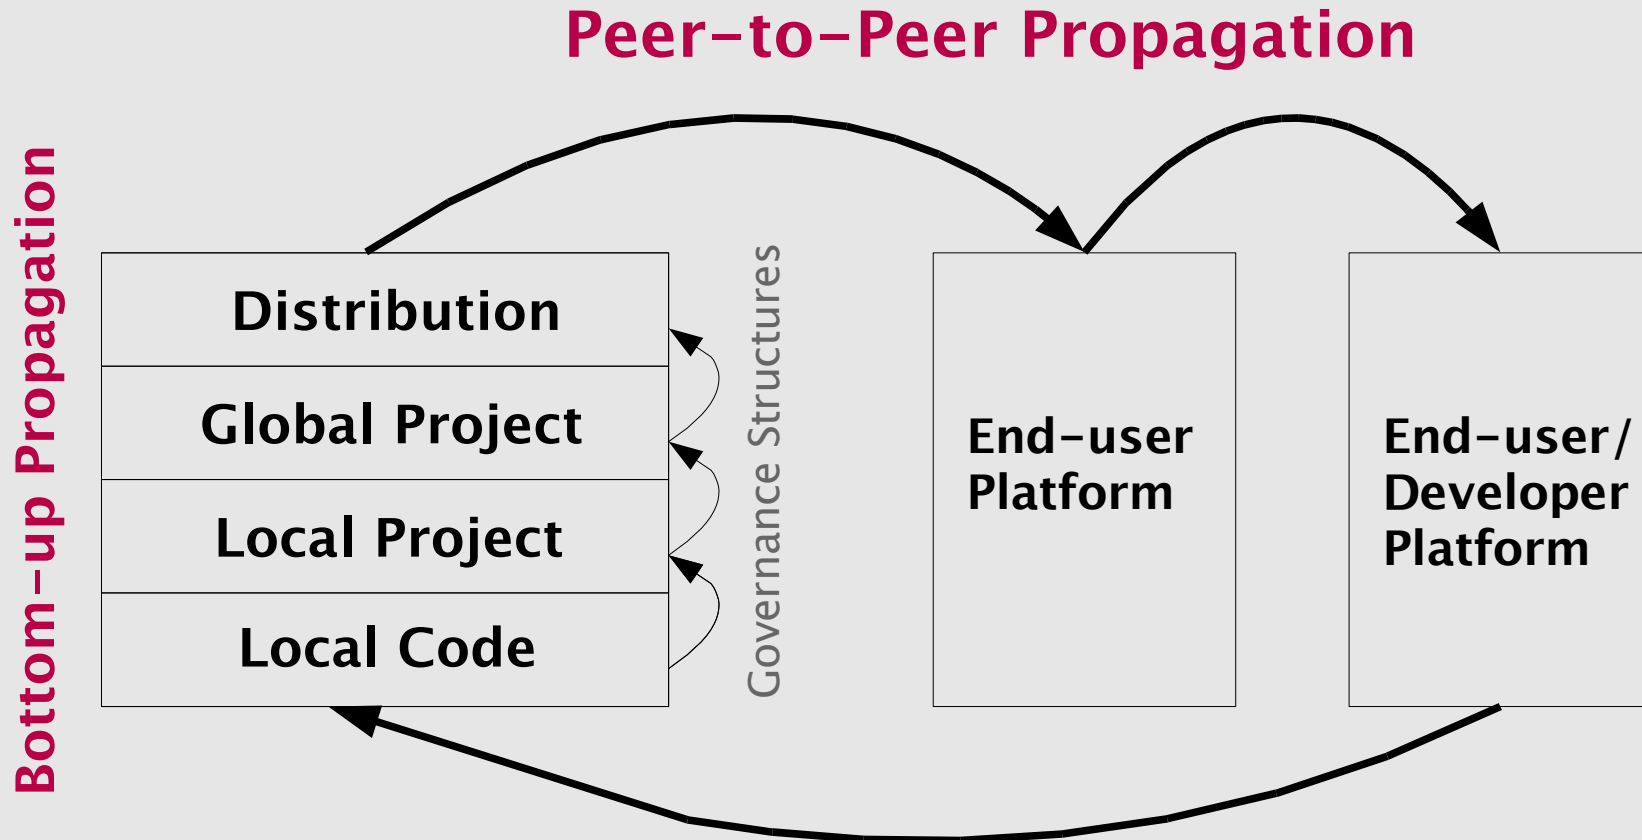 Peer-to-Peer Propagation
Bottom-up Propagation
Distribution
Global Project
Local Project
Local Code
Governance Structures
End-user
Platform
End-user/
Developer
Platform